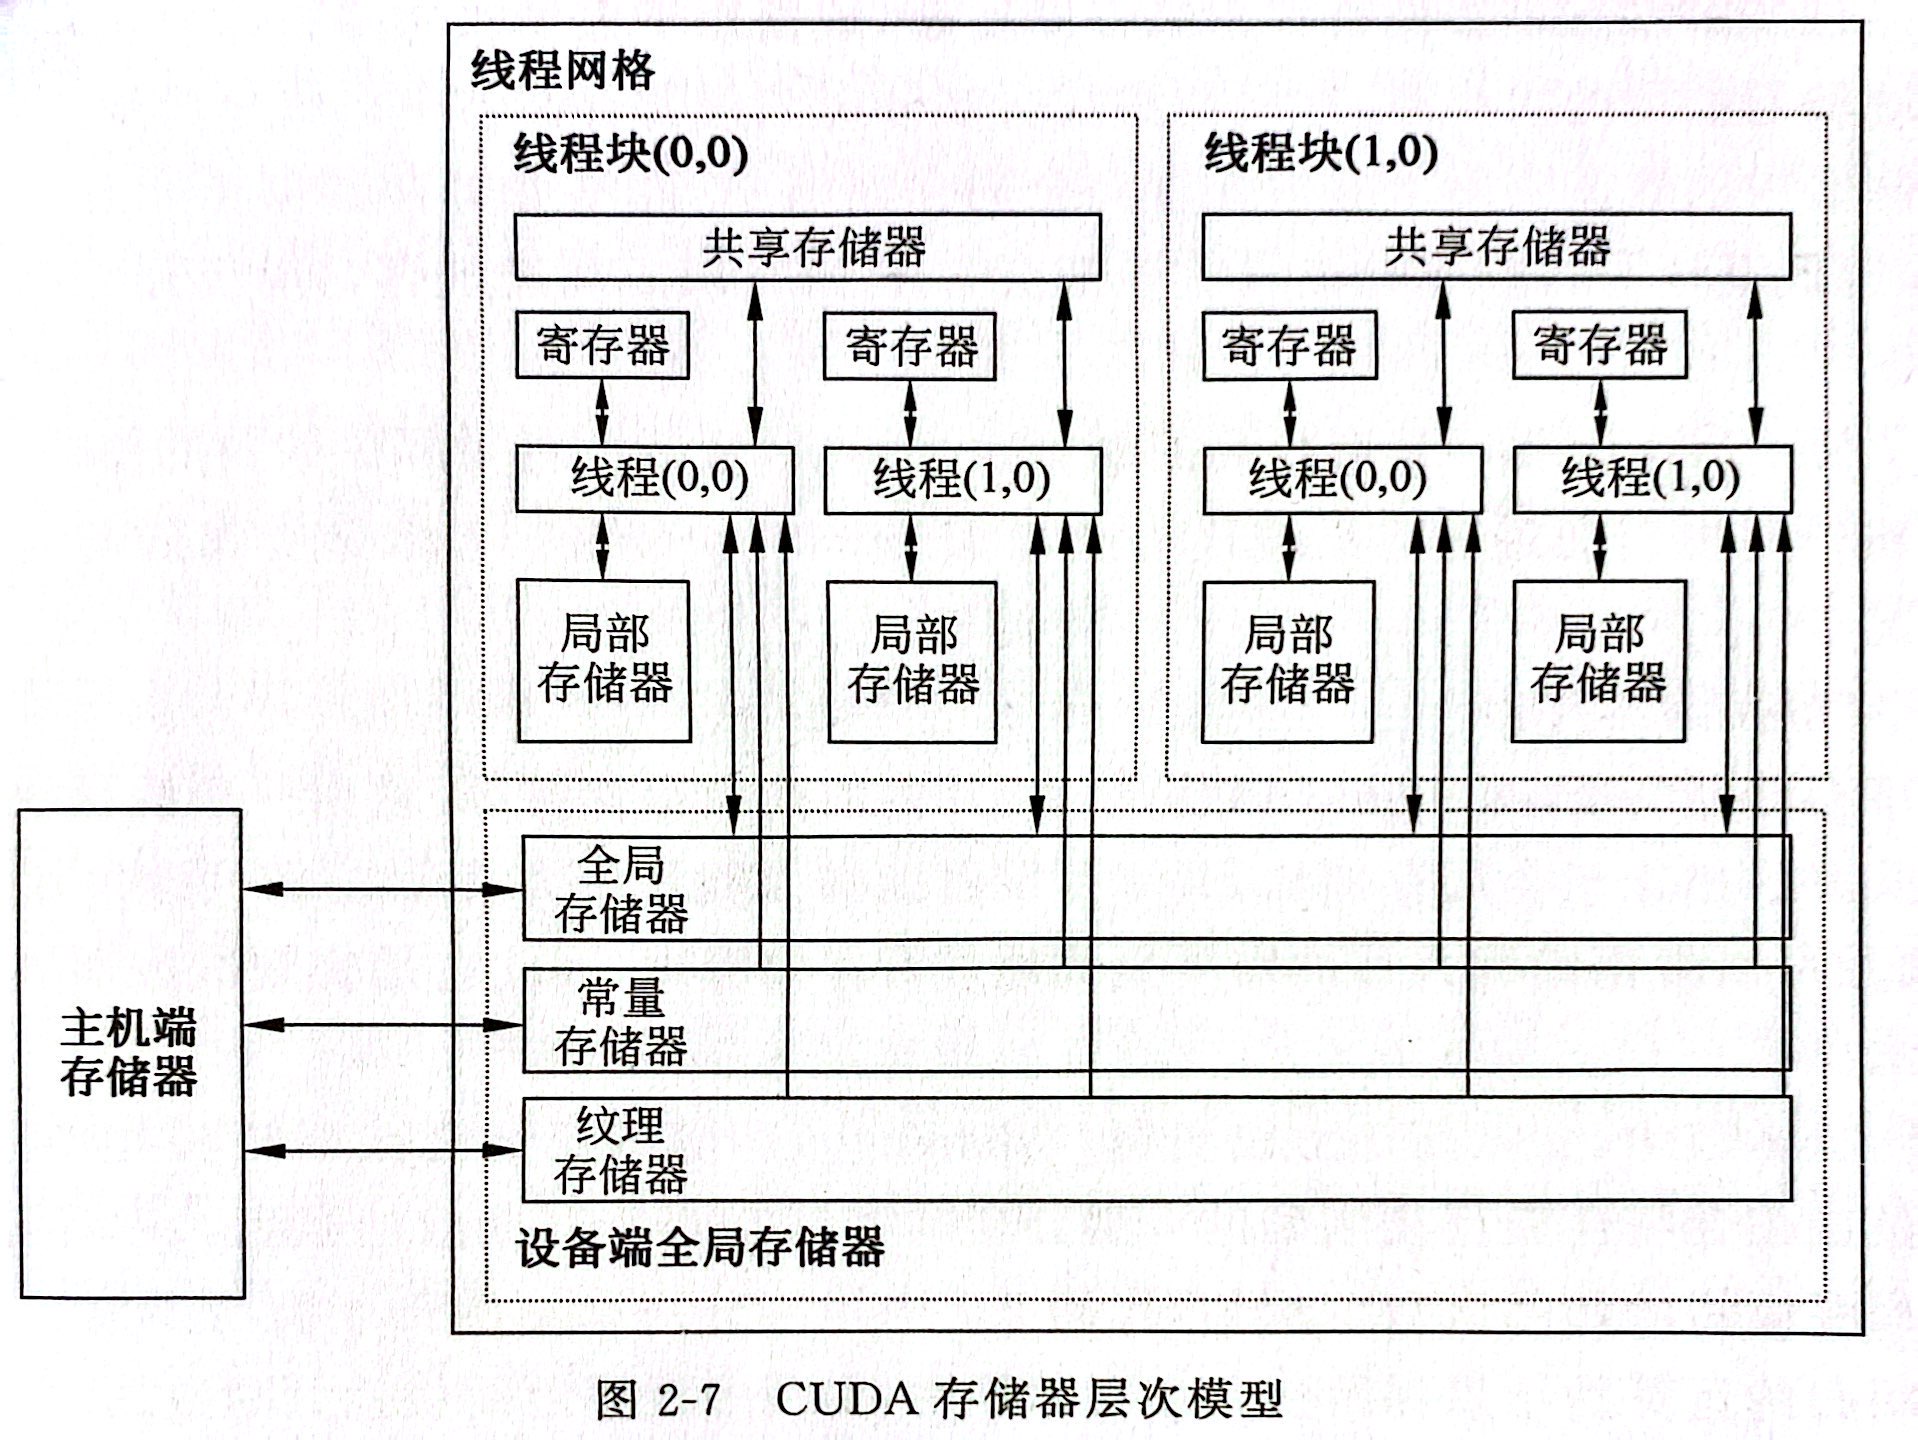 线程网格
线程块(0,0)
线程块(1,0)
共享存储器
共享存储器
寄存器
寄存器
寄存器
寄存器
线程(0,0)
线程(1,0)
线程(0,0)
线程(1,0)
局部
存储器
局部
存储器
局部
存储器
局部
存储器
主机端
存储器
全局
存储器
常量
存储器
纹理
存储器
设备端全局存储器
图 2-7 CUDA 存储器层次模型